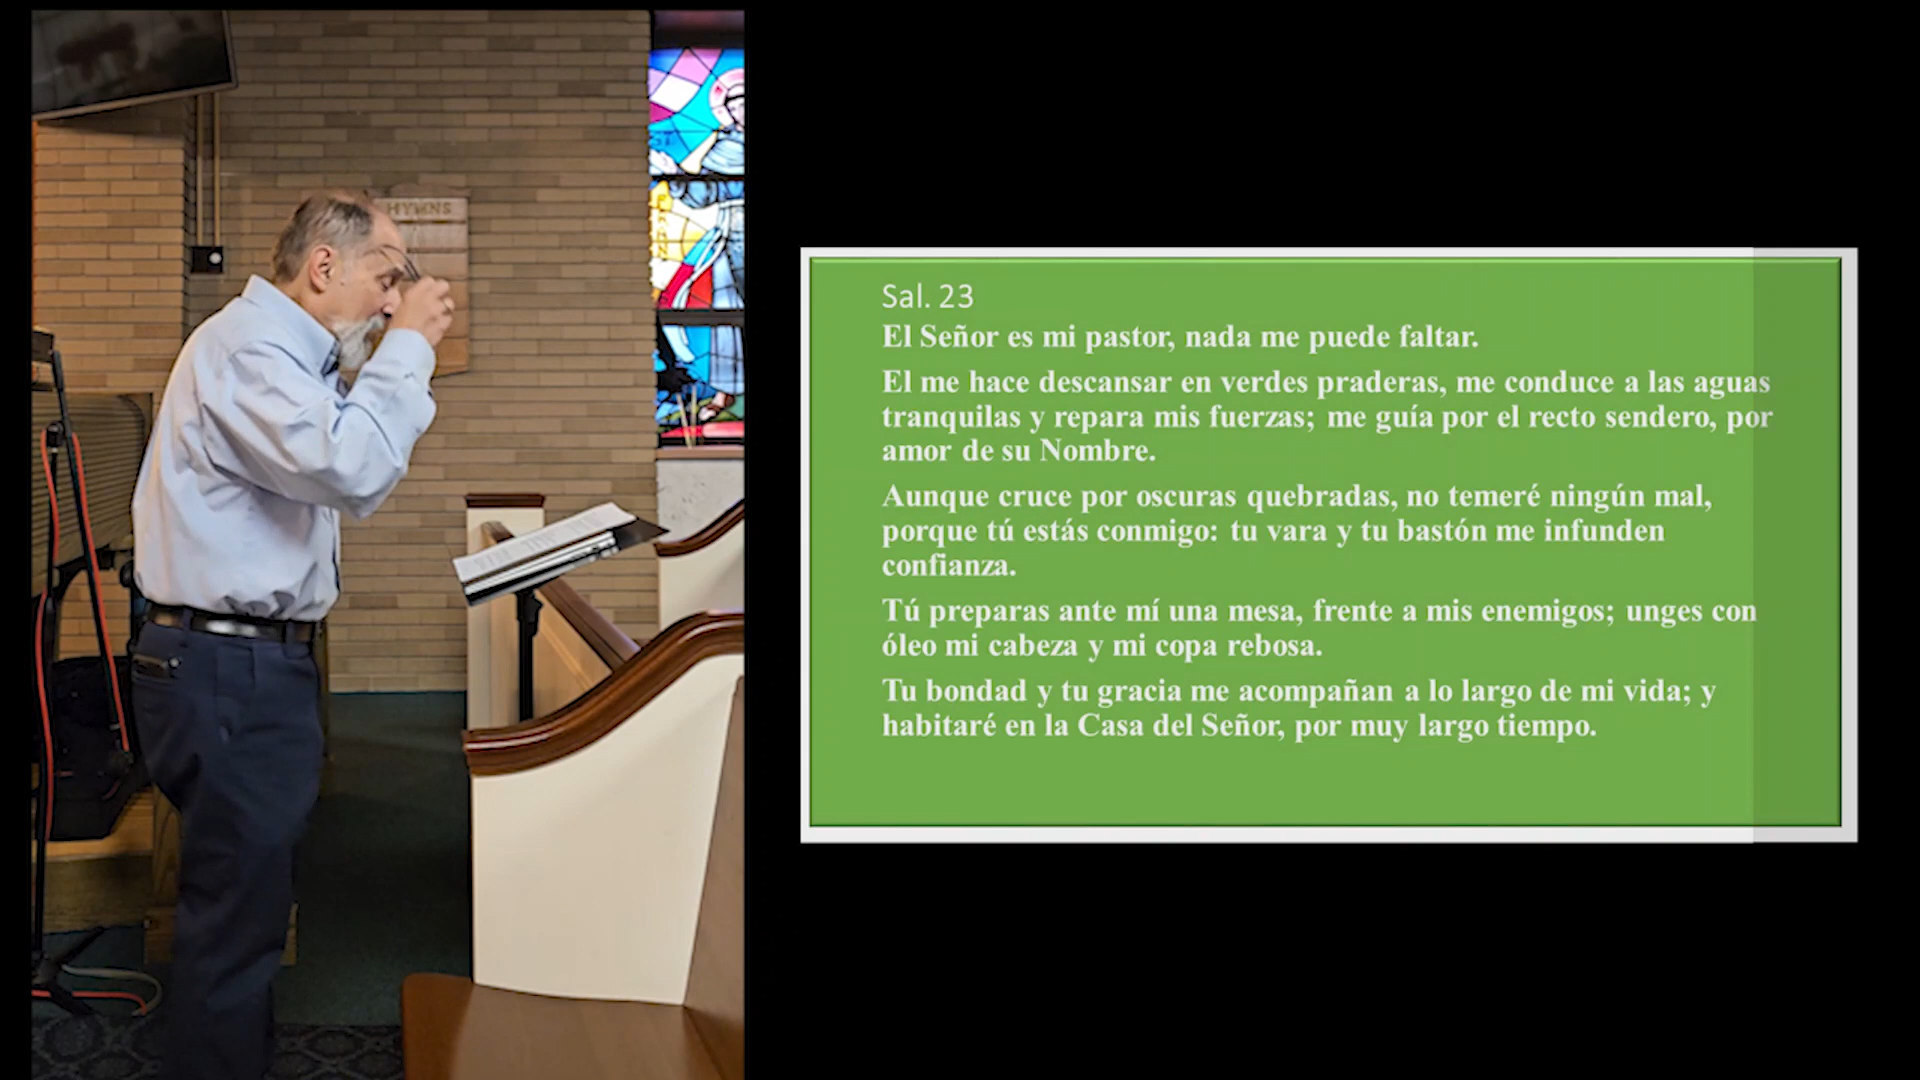 HYMNS
Sal. 23
El Señor es mi pastor, nada me puede faltar.
El me hace descansar en verdes praderas, me conduce a las aguas
tranquilas y repara mis fuerzas; me guía por el recto sendero, por
amor de su Nombre.
Aunque cruce por oscuras quebradas, no temeré ningún mal,
porque tú estás conmigo: tu vara y tu bastón me infunden
confianza.
Tú preparas ante mí una mesa, frente a mis enemigos; unges con
óleo mi cabeza y mi copa rebosa.
Tu bondad y tu gracia me acompañan a lo largo de mi vida; y
habitaré en la Casa del Señor, por muy largo tiempo.